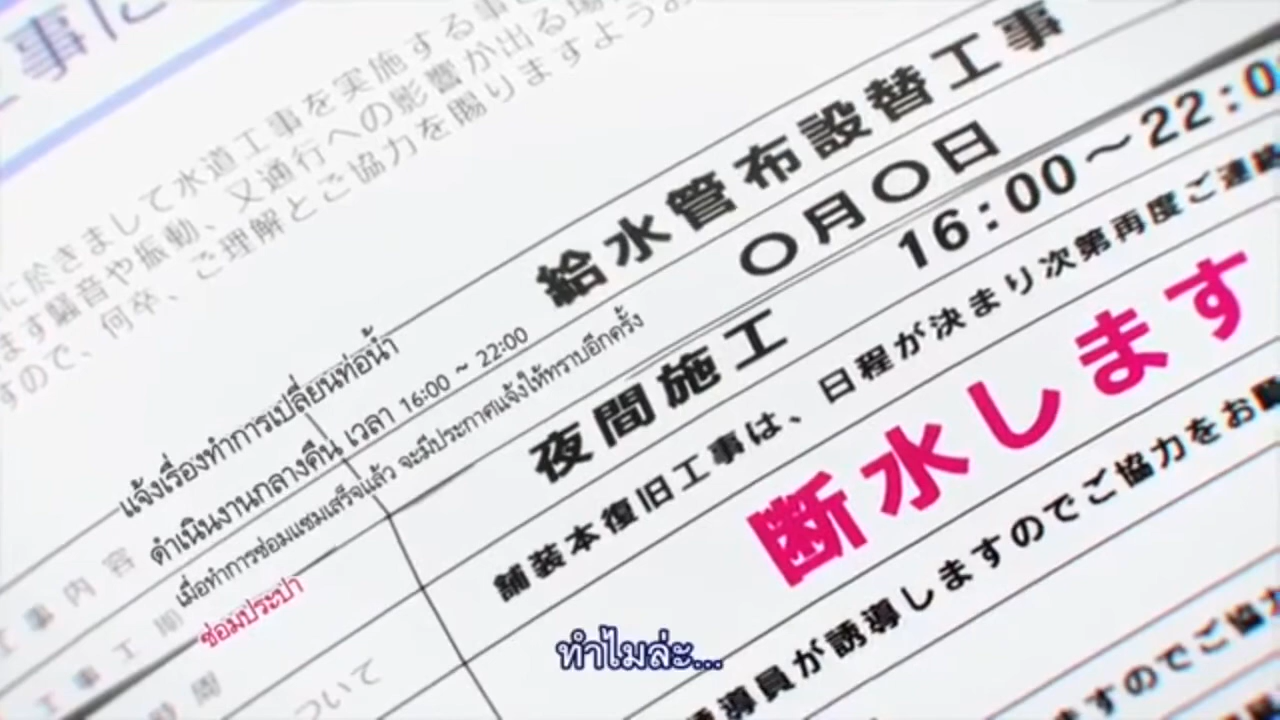 事に
に於きまして水道工事を実施する事
ます騒音や振動、又通行への影響が出る場
すので、何卒、ご理解とご協力を賜りますようお
給水管布設替工事
〇月〇日
16:00～22:0
夜間施工
舗装本復旧工事は、日程が決まり次第再度ご連絡
断水します
誘導員が誘導しますのでご協力をお願
ますのでご協力
แจ้งเรื่องทำการเปลี่ยนท่อน้ำ
ดำเนินงานกลางคืน เวลา 16:00 ~ 22:00
เมื่อทำการซ่อมแซมเสร็จแล้ว จะมีประกาศแจ้งให้ทราบอีกครั้ง
ซ่อมประปา
工事内容
工事工期
周
ついて
ทำไมล่ะ...